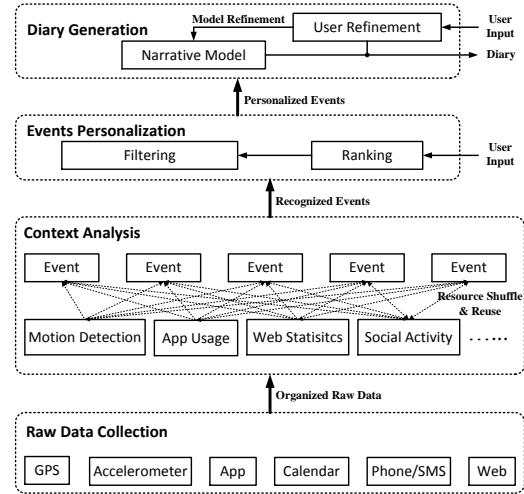 Diary Generation
Model Refinement
User Refinement
User
Input
Narrative Model
Diary
Personalized Events
Events Personalization
Filtering
Ranking
User
Input
Recognized Events
Context Analysis
Event
Event
Event
Event
Event
Resource Shuffle
& Reuse
Motion Detection
App Usage
Web Statisitcs
Social Activity
......
Organized Raw Data
Raw Data Collection
GPS
Accelerometer
App
Calendar
Phone/SMS
Web